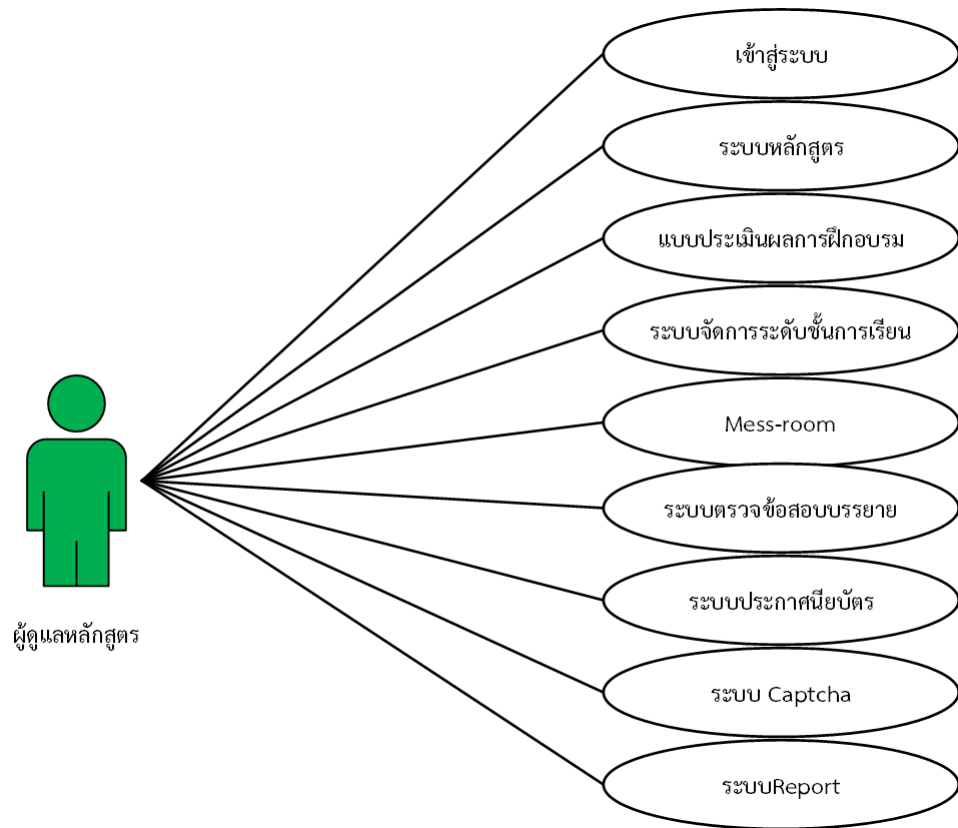 เข้าสู่ระบบ
ระบบหลักสูตร
แบบประเมินผลการฝึกอบรม
ระบบจัดการระดับชั้นการเรียน
Mess-room
ระบบตรวจข้อสอบบรรยาย
ระบบประกาศนียบัตร
ระบบ Captcha
ระบบReport
ผู้ดูแลหลักสูตร